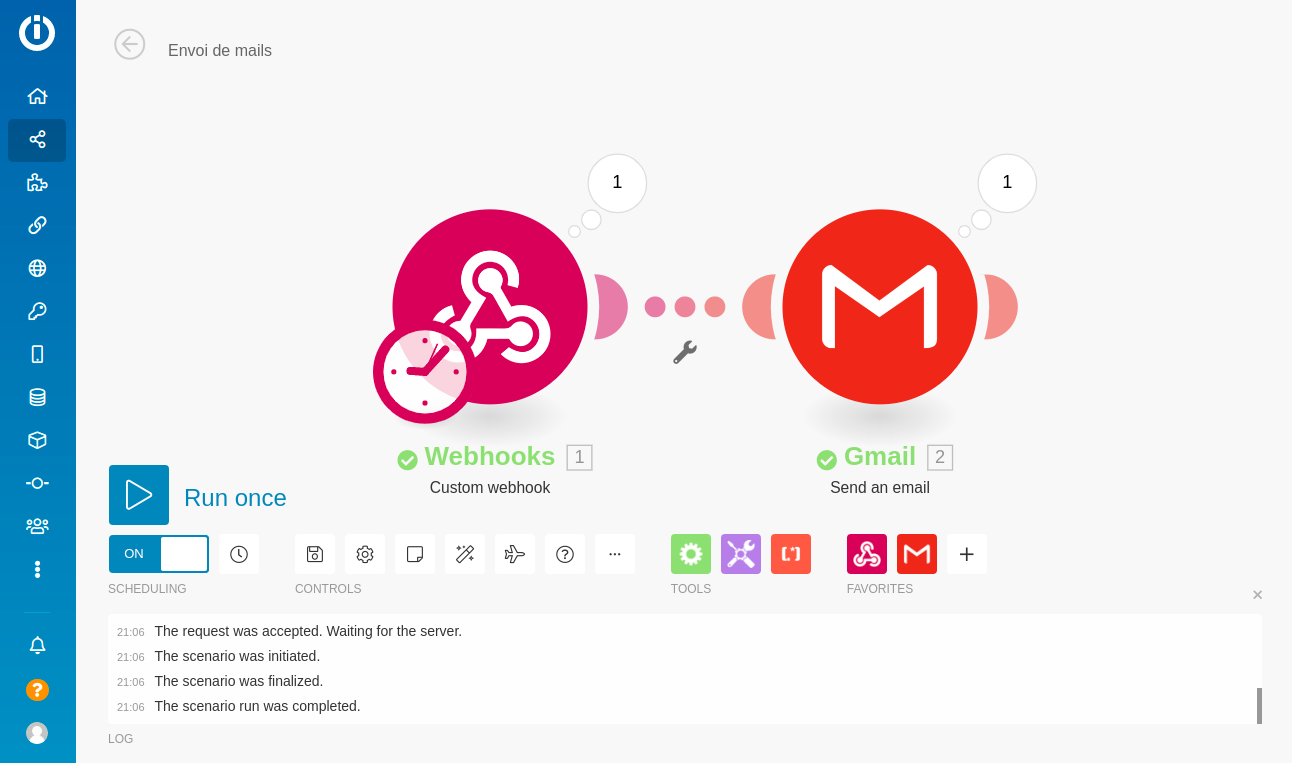 Envoi de mails
1
1
Webhooks 1
Custom webhook
Gmail 2
Send an email
Run once
ON
SCHEDULING
CONTROLS
TOOLS
FAVORITES
21:06 The request was accepted. Waiting for the server.
21:06 The scenario was initiated.
21:06 The scenario was finalized.
21:06 The scenario run was completed.
LOG